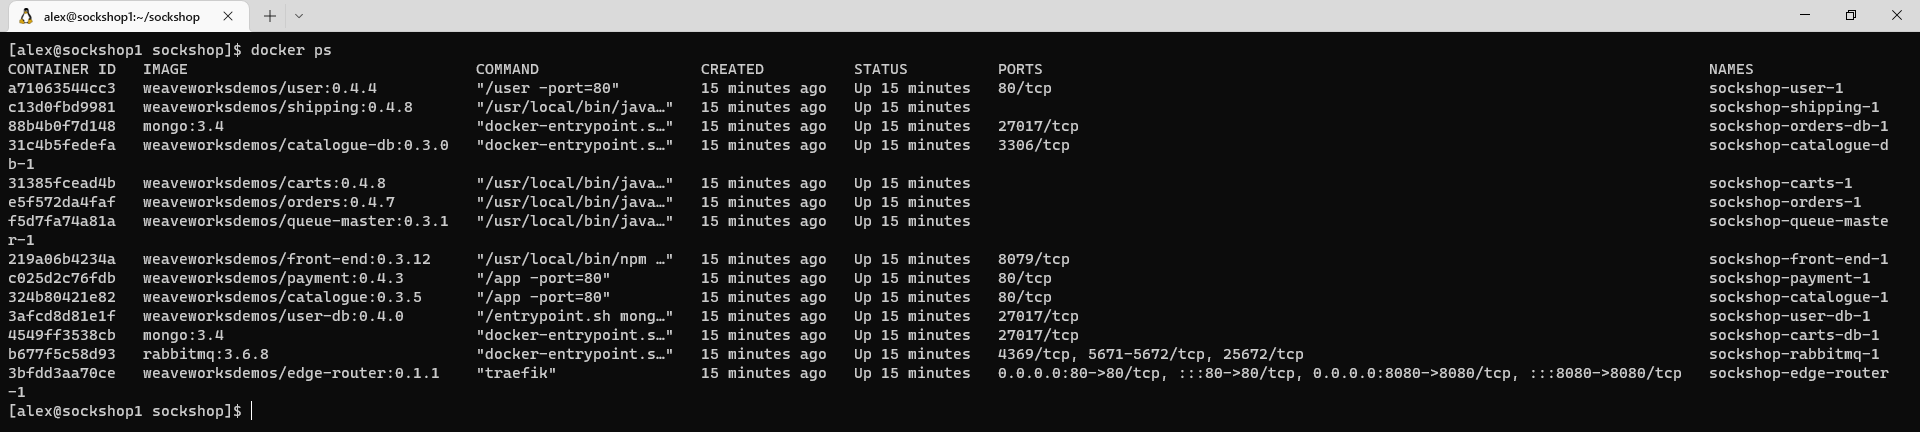 alex@sockshop1:~/sockshop
[alex@sockshop1 sockshop]$ docker ps
CONTAINER ID   IMAGE                                COMMAND                  CREATED          STATUS          PORTS                                                                            NAMES
a71063544cc3   weaveworksdemos/user:0.4.4           "/user -port=80"         15 minutes ago   Up 15 minutes   80/tcp                                                                           sockshop-user-1
c13d0fbd9981   weaveworksdemos/shipping:0.4.8       "/usr/local/bin/java…"   15 minutes ago   Up 15 minutes                                                                                    sockshop-shipping-1
88b4b0f7d148   mongo:3.4                            "docker-entrypoint.s…"   15 minutes ago   Up 15 minutes   27017/tcp                                                                        sockshop-orders-db-1
31c4b5fedefa   weaveworksdemos/catalogue-db:0.3.0   "docker-entrypoint.s…"   15 minutes ago   Up 15 minutes   3306/tcp                                                                         sockshop-catalogue-d
b-1
31385fcead4b   weaveworksdemos/carts:0.4.8          "/usr/local/bin/java…"   15 minutes ago   Up 15 minutes                                                                                    sockshop-carts-1
e5f572da4faf   weaveworksdemos/orders:0.4.7         "/usr/local/bin/java…"   15 minutes ago   Up 15 minutes                                                                                    sockshop-orders-1
f5d7fa74a81a   weaveworksdemos/queue-master:0.3.1   "/usr/local/bin/java…"   15 minutes ago   Up 15 minutes                                                                                    sockshop-queue-maste
r-1
219a06b4234a   weaveworksdemos/front-end:0.3.12     "/usr/local/bin/npm …"   15 minutes ago   Up 15 minutes   8079/tcp                                                                         sockshop-front-end-1
c025d2c76fdb   weaveworksdemos/payment:0.4.3        "/app -port=80"          15 minutes ago   Up 15 minutes   80/tcp                                                                           sockshop-payment-1
324b80421e82   weaveworksdemos/catalogue:0.3.5      "/app -port=80"          15 minutes ago   Up 15 minutes   80/tcp                                                                           sockshop-catalogue-1
3afcd8d81e1f   weaveworksdemos/user-db:0.4.0        "/entrypoint.sh mong…"   15 minutes ago   Up 15 minutes   27017/tcp                                                                        sockshop-user-db-1
4549ff3538cb   mongo:3.4                            "docker-entrypoint.s…"   15 minutes ago   Up 15 minutes   27017/tcp                                                                        sockshop-carts-db-1
b677f5c58d93   rabbitmq:3.6.8                       "docker-entrypoint.s…"   15 minutes ago   Up 15 minutes   4369/tcp, 5671-5672/tcp, 25672/tcp                                               sockshop-rabbitmq-1
3bfdd3aa70ce   weaveworksdemos/edge-router:0.1.1    "traefik"                15 minutes ago   Up 15 minutes   0.0.0.0:80->80/tcp, :::80->80/tcp, 0.0.0.0:8080->8080/tcp, :::8080->8080/tcp   sockshop-edge-router
-1
[alex@sockshop1 sockshop]$